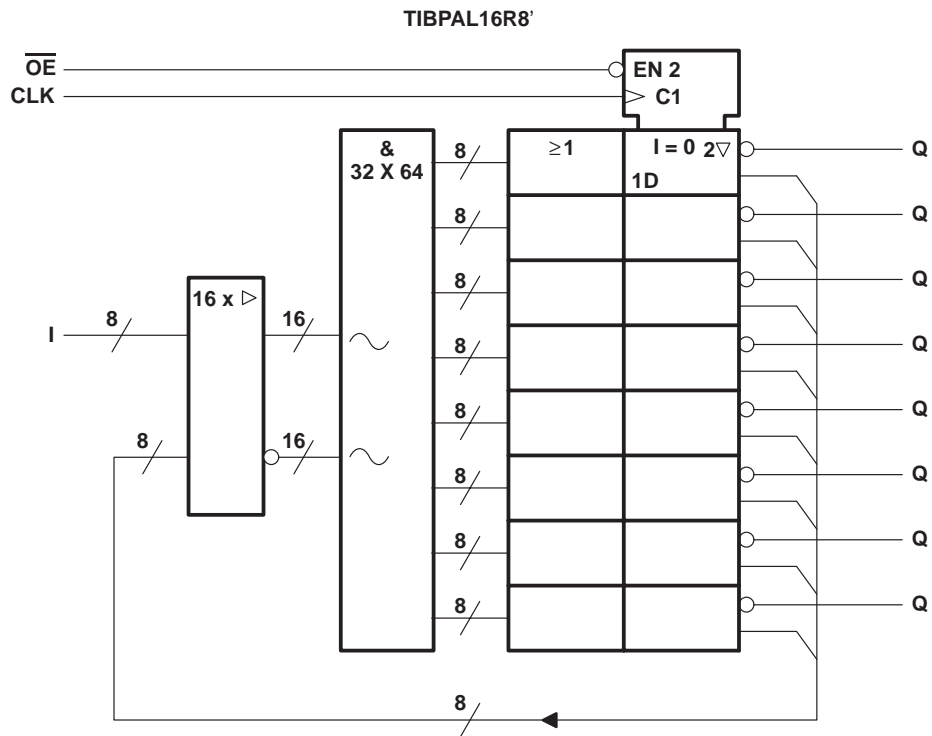 TIBPAL16R8’
OE
EN 2
CLK
C1
&
32 X 64
8
≥1
I = 0 2▽
1D
Q
8
Q
8
Q
16 x ▷
I
8
16
8
Q
8
Q
8
16
8
Q
8
Q
8
Q
8